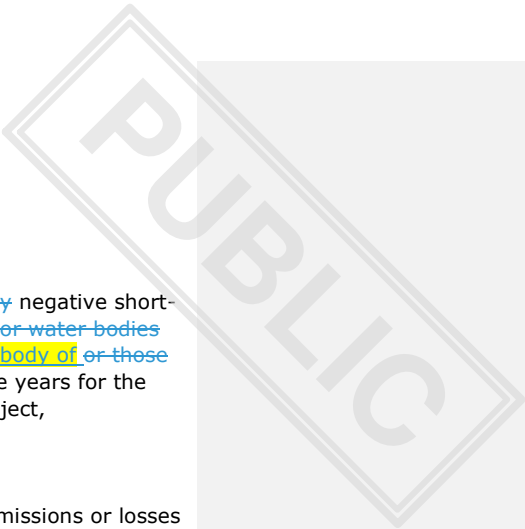 PUBLIC
y negative short-
or water bodies
body of or those
e years for the
ject,
missions or losses